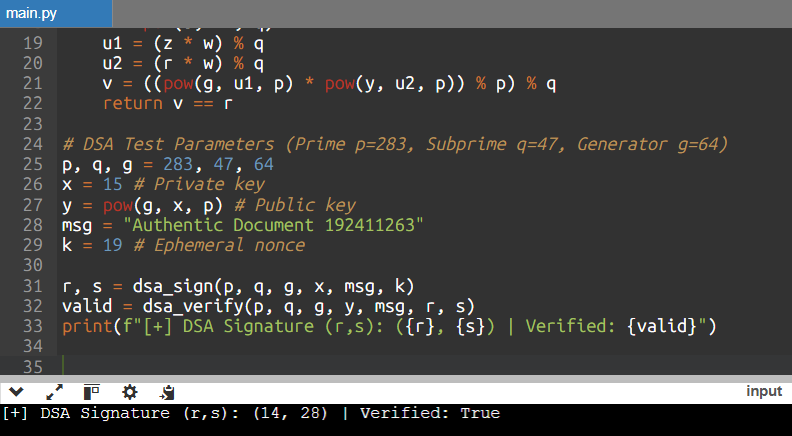 main.py
19 u1 = (z * w) % q
20 u2 = (r * w) % q
21 v = ((pow(g, u1, p) * pow(y, u2, p)) % p) % q
22 return v == r
23
24 # DSA Test Parameters (Prime p=283, Subprime q=47, Generator g=64)
25 p, q, g = 283, 47, 64
26 x = 15 # Private key
27 y = pow(g, x, p) # Public key
28 msg = "Authentic Document 192411263"
29 k = 19 # Ephemeral nonce
30
31 r, s = dsa_sign(p, q, g, x, msg, k)
32 valid = dsa_verify(p, q, g, y, msg, r, s)
33 print(f"[+] DSA Signature (r,s): ({r}, {s}) | Verified: {valid}")
34
35
input
[+] DSA Signature (r,s): (14, 28) | Verified: True